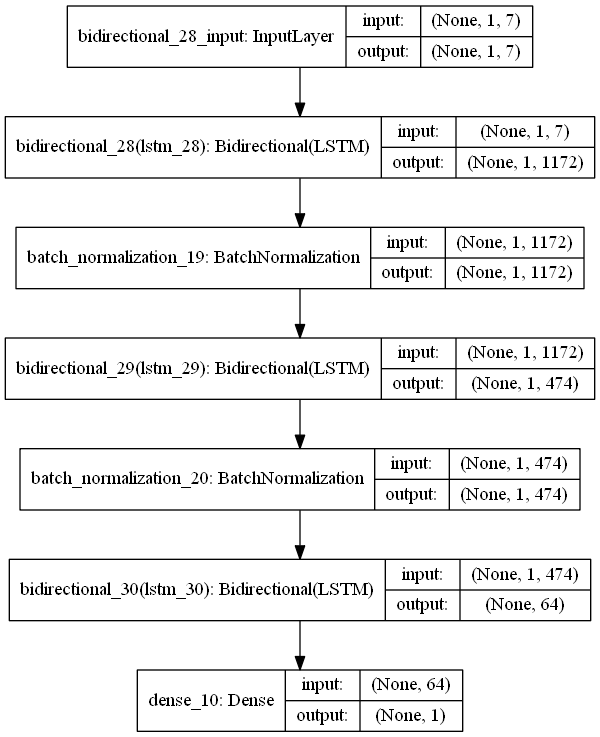 bidirectional_28_input: InputLayer
input: (None, 1, 7)
output: (None, 1, 7)
bidirectional_28(lstm_28): Bidirectional(LSTM)
input: (None, 1, 7)
output: (None, 1, 1172)
batch_normalization_19: BatchNormalization
input: (None, 1, 1172)
output: (None, 1, 1172)
bidirectional_29(lstm_29): Bidirectional(LSTM)
input: (None, 1, 1172)
output: (None, 1, 474)
batch_normalization_20: BatchNormalization
input: (None, 1, 474)
output: (None, 1, 474)
bidirectional_30(lstm_30): Bidirectional(LSTM)
input: (None, 1, 474)
output: (None, 64)
dense_10: Dense
input: (None, 64)
output: (None, 1)